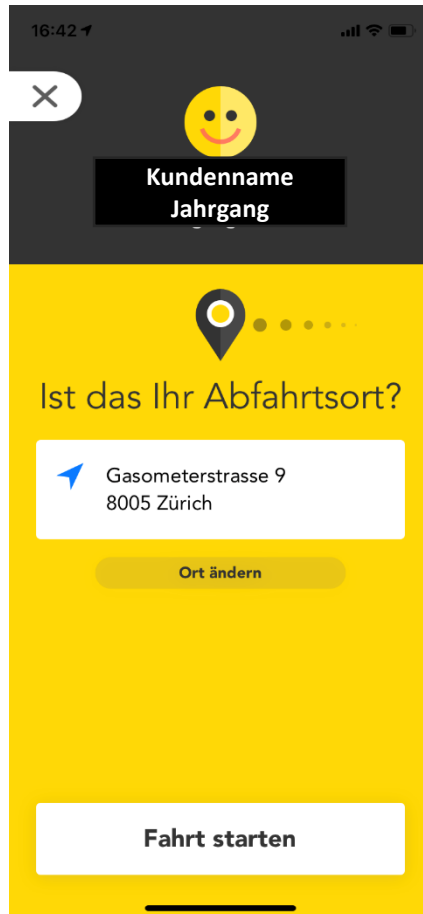 16:42
Kundenname
Jahrgang
Ist das Ihr Abfahrtsort?
Gasometerstrasse 9
8005 Zürich
Ort ändern
Fahrt starten